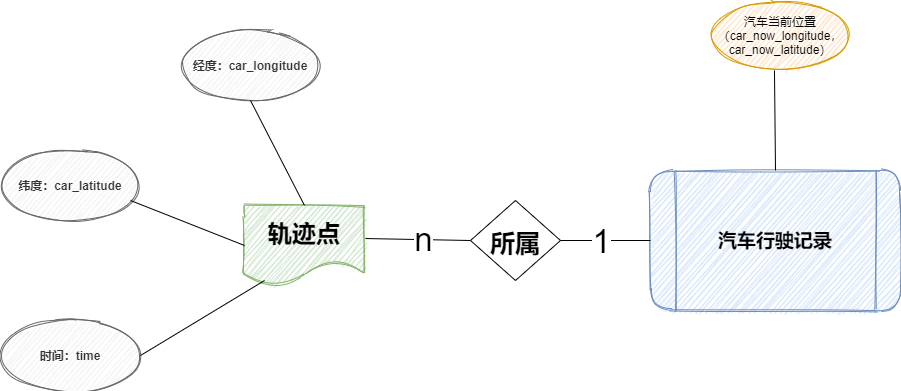 汽车当前位置
（car_now_longitude，
car_now_latitude）
经度：car_longitude
纬度：car_latitude
轨迹点
n
所属
1
汽车行驶记录
时间：time